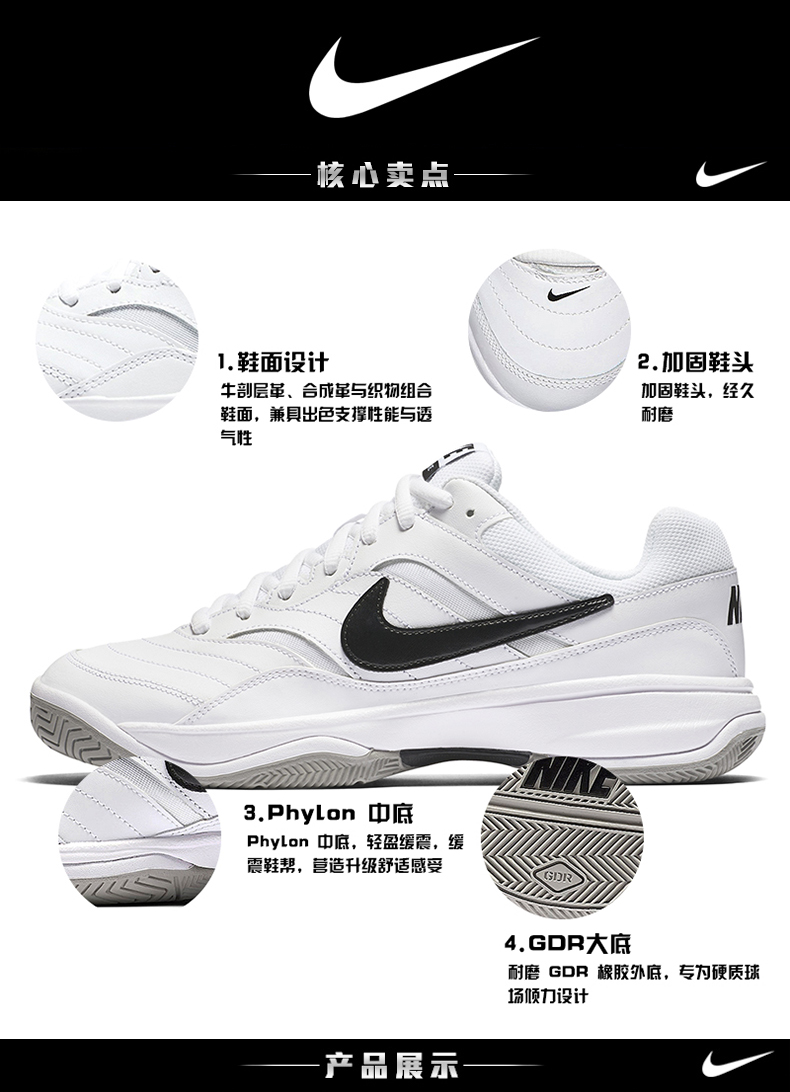 核心卖点
1.鞋面设计
牛剖层革、合成革与织物组合
鞋面，兼具出色支撑性能与透
气性
2.加固鞋头
加固鞋头，经久
耐磨
NIKE
3.Phylon 中底
Phylon 中底，轻盈缓震，缓
震鞋帮，营造升级舒适感受
NIKE
GDR
4.GDR大底
耐磨 GDR 橡胶外底，专为硬质球
场倾力设计
产品展示